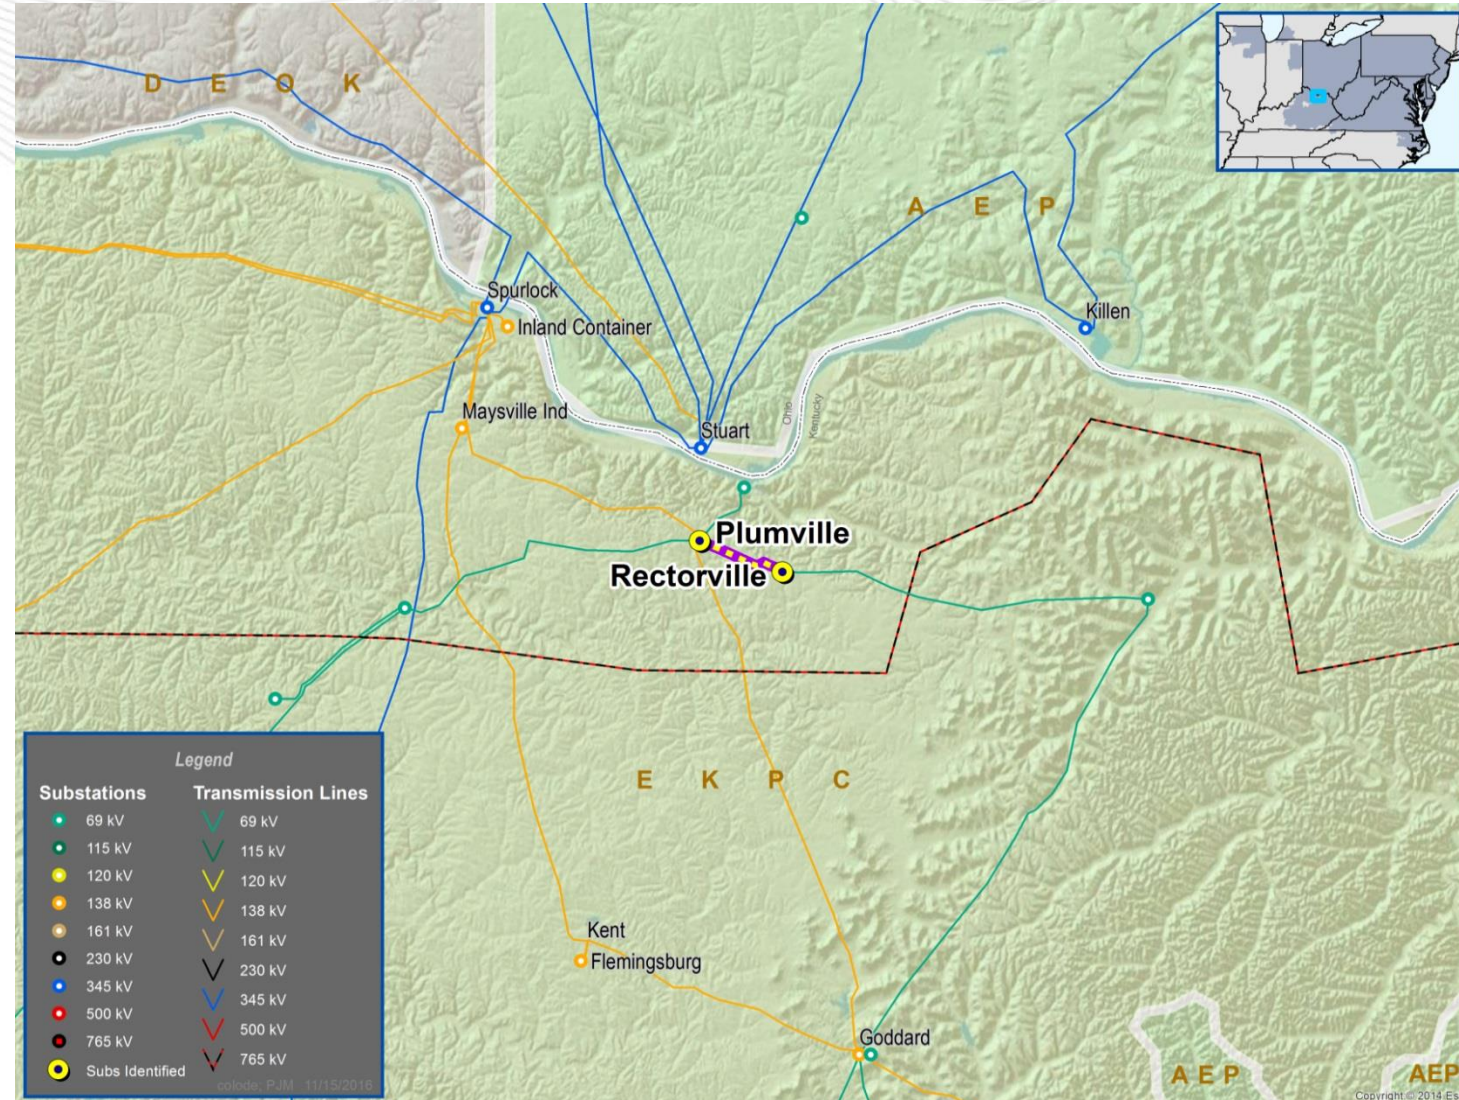 D E O K
A E P
Spurlock
Inland Container
Killen
Maysville Ind
Stuart
Ohio
Kentucky
Plumville
Rectorville
E K P C
Kent
Flemingsburg
Goddard
A E P
AEP
Legend
Substations
Transmission Lines
69 kV
69 kV
115 kV
115 kV
120 kV
120 kV
138 kV
138 kV
161 kV
161 kV
230 kV
230 kV
345 kV
345 kV
500 kV
500 kV
765 kV
765 kV
Subs Identified
colode; PJM 11/15/2016
Copyright:© 2014 Es